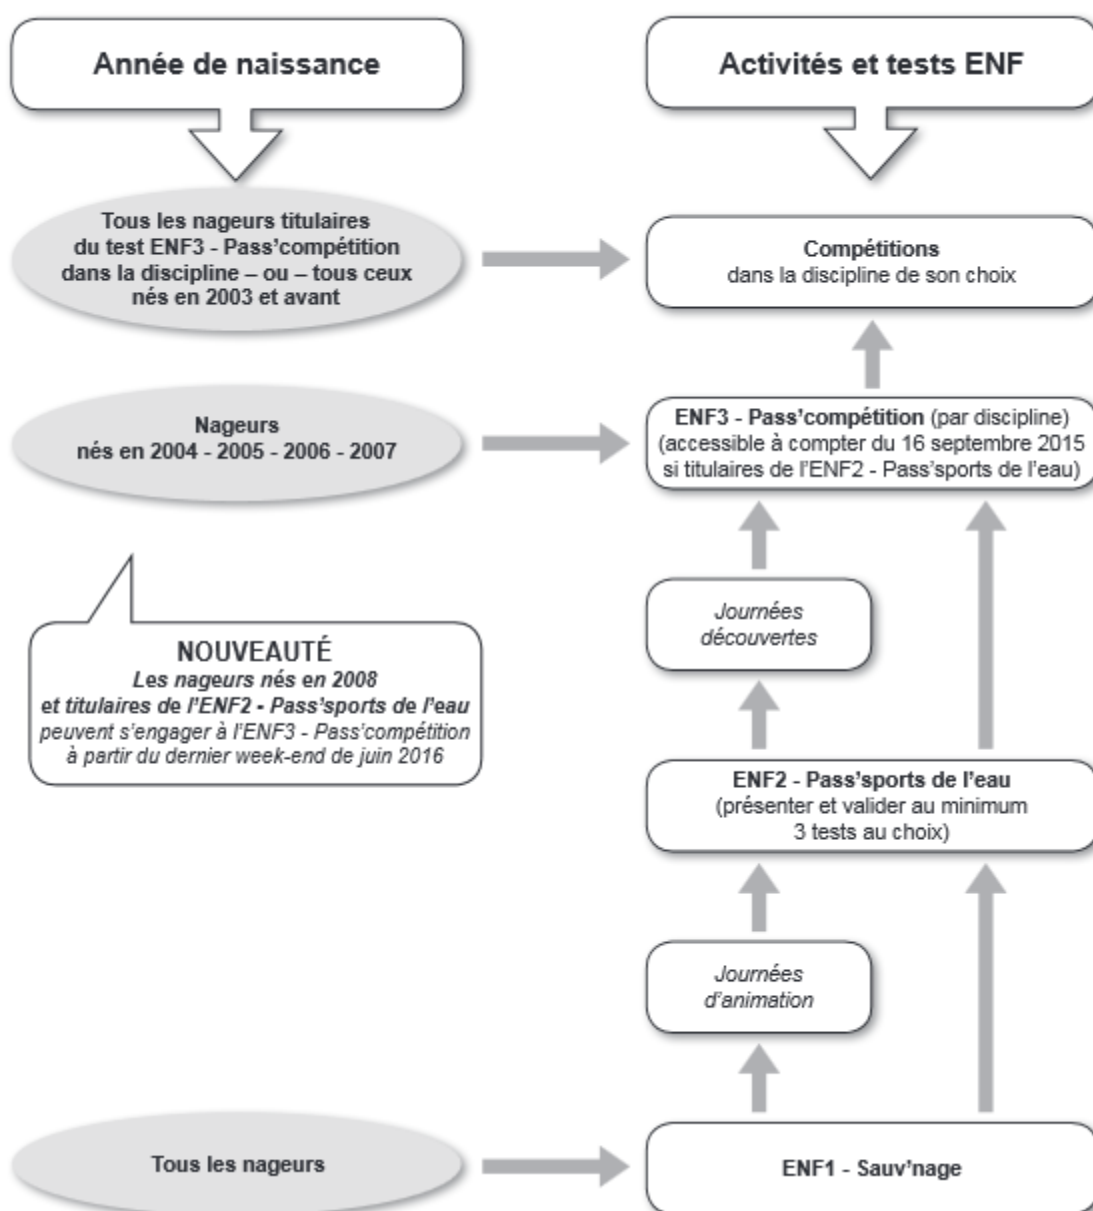 Année de naissance
Activités et tests ENF
Tous les nageurs titulaires
du test ENF3 - Pass'compétition
dans la discipline – ou – tous ceux
nés en 2003 et avant
Compétitions
dans la discipline de son choix
Nageurs
nés en 2004 - 2005 - 2006 - 2007
ENF3 - Pass'compétition (par discipline)
(accessible à compter du 16 septembre 2015
si titulaires de l'ENF2 - Pass'sports de l'eau)
Journées
découvertes
NOUVEAUTÉ
Les nageurs nés en 2008
et titulaires de l'ENF2 - Pass'sports de l'eau
peuvent s'engager à l'ENF3 - Pass'compétition
à partir du dernier week-end de juin 2016
ENF2 - Pass'sports de l'eau
(présenter et valider au minimum
3 tests au choix)
Journées
d'animation
Tous les nageurs
ENF1 - Sauv'nage